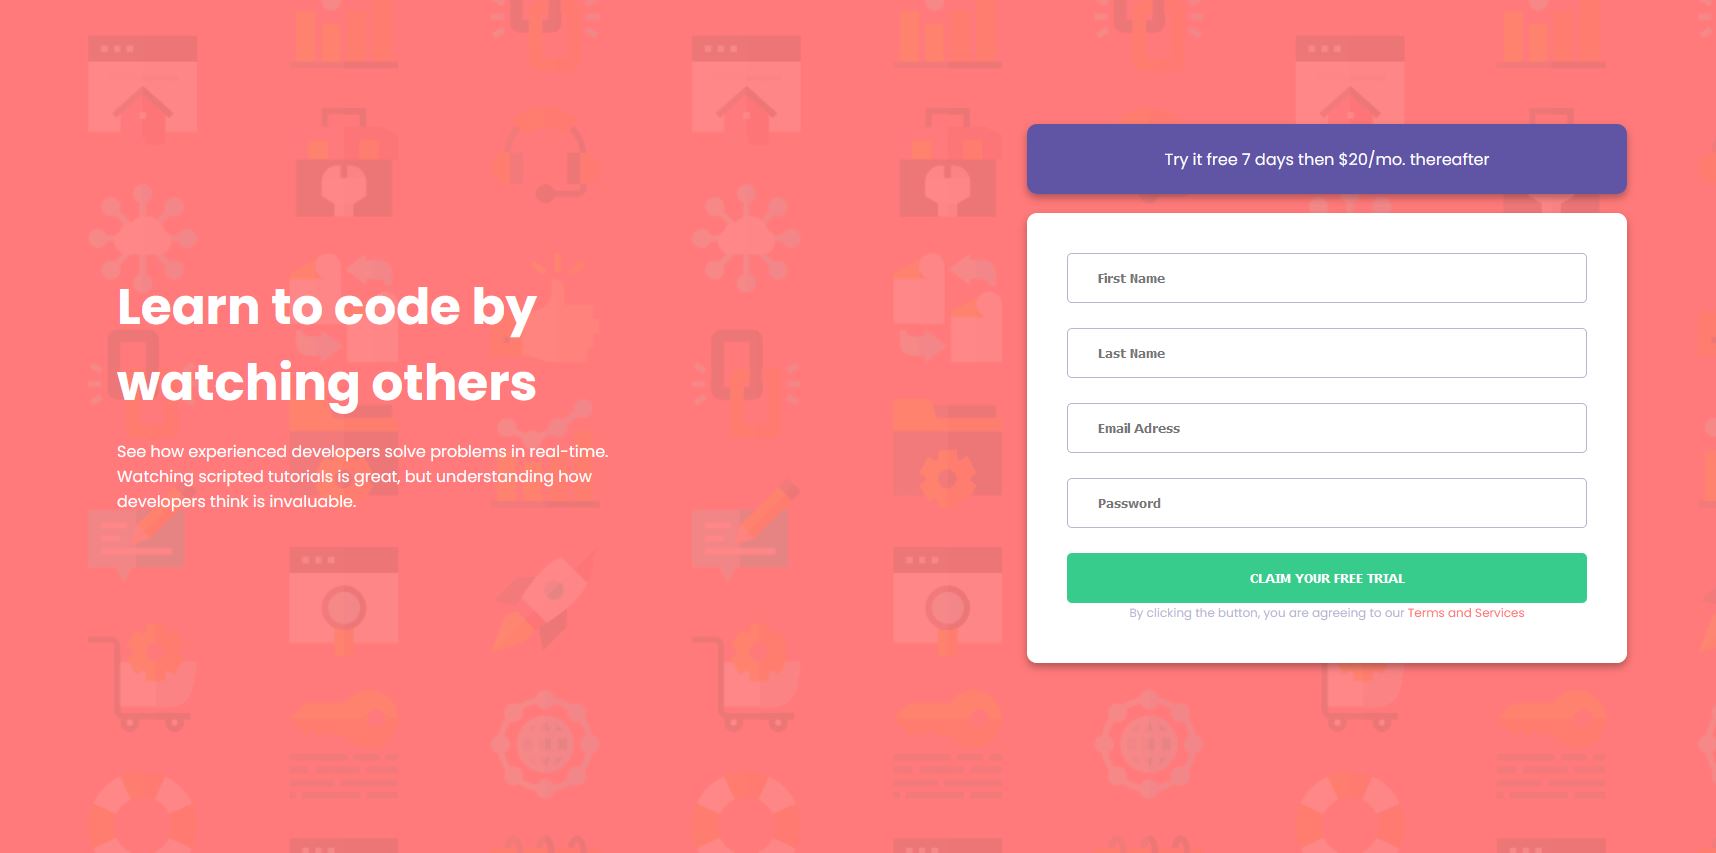 Learn to code by
watching others
See how experienced developers solve problems in real-time.
Watching scripted tutorials is great, but understanding how
developers think is invaluable.
Try it free 7 days then $20/mo. thereafter
First Name
Last Name
Email Adress
Password
CLAIM YOUR FREE TRIAL
By clicking the button, you are agreeing to our Terms and Services